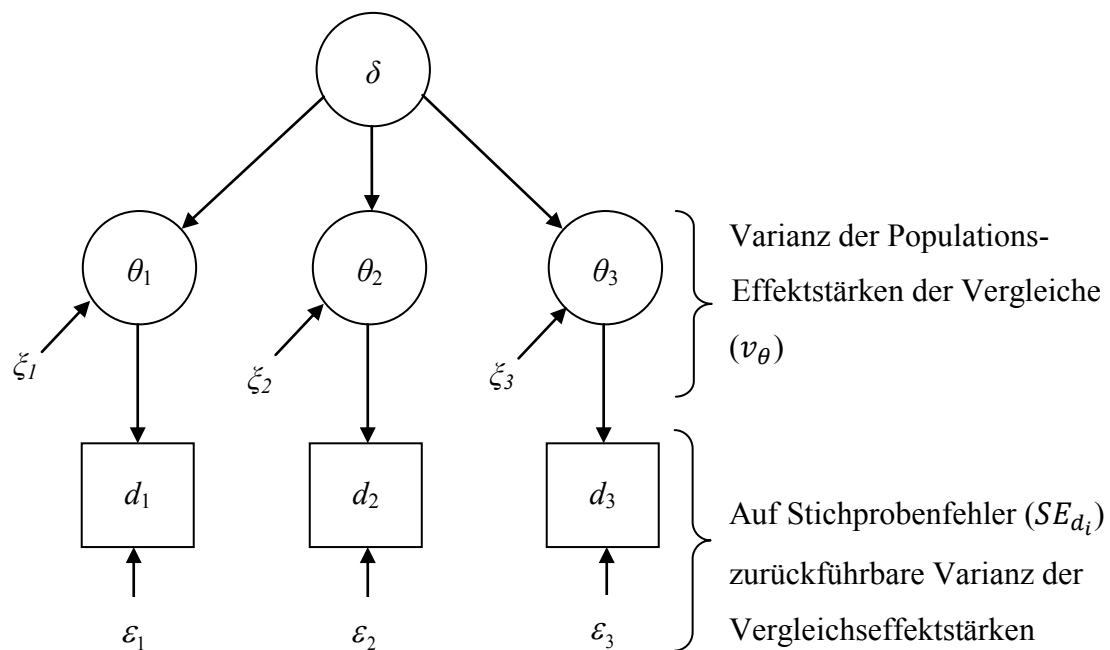 δ
θ1 θ2 θ3
Varianz der Populations-
Effektstärken der Vergleiche
(vθ)
ξ1 ξ2 ξ3
d1 d2 d3
Auf Stichprobenfehler (SEdi)
zurückführbare Varianz der
Vergleichseffektstärken
ε1 ε2 ε3